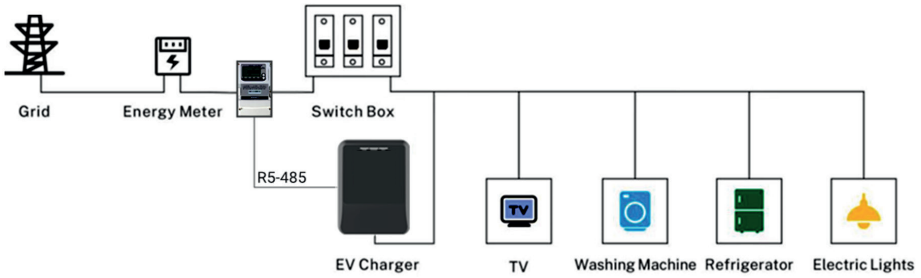 Grid
Energy Meter
Switch Box
R5-485
EV Charger
TV
TV
Washing Machine
Refrigerator
Electric Lights